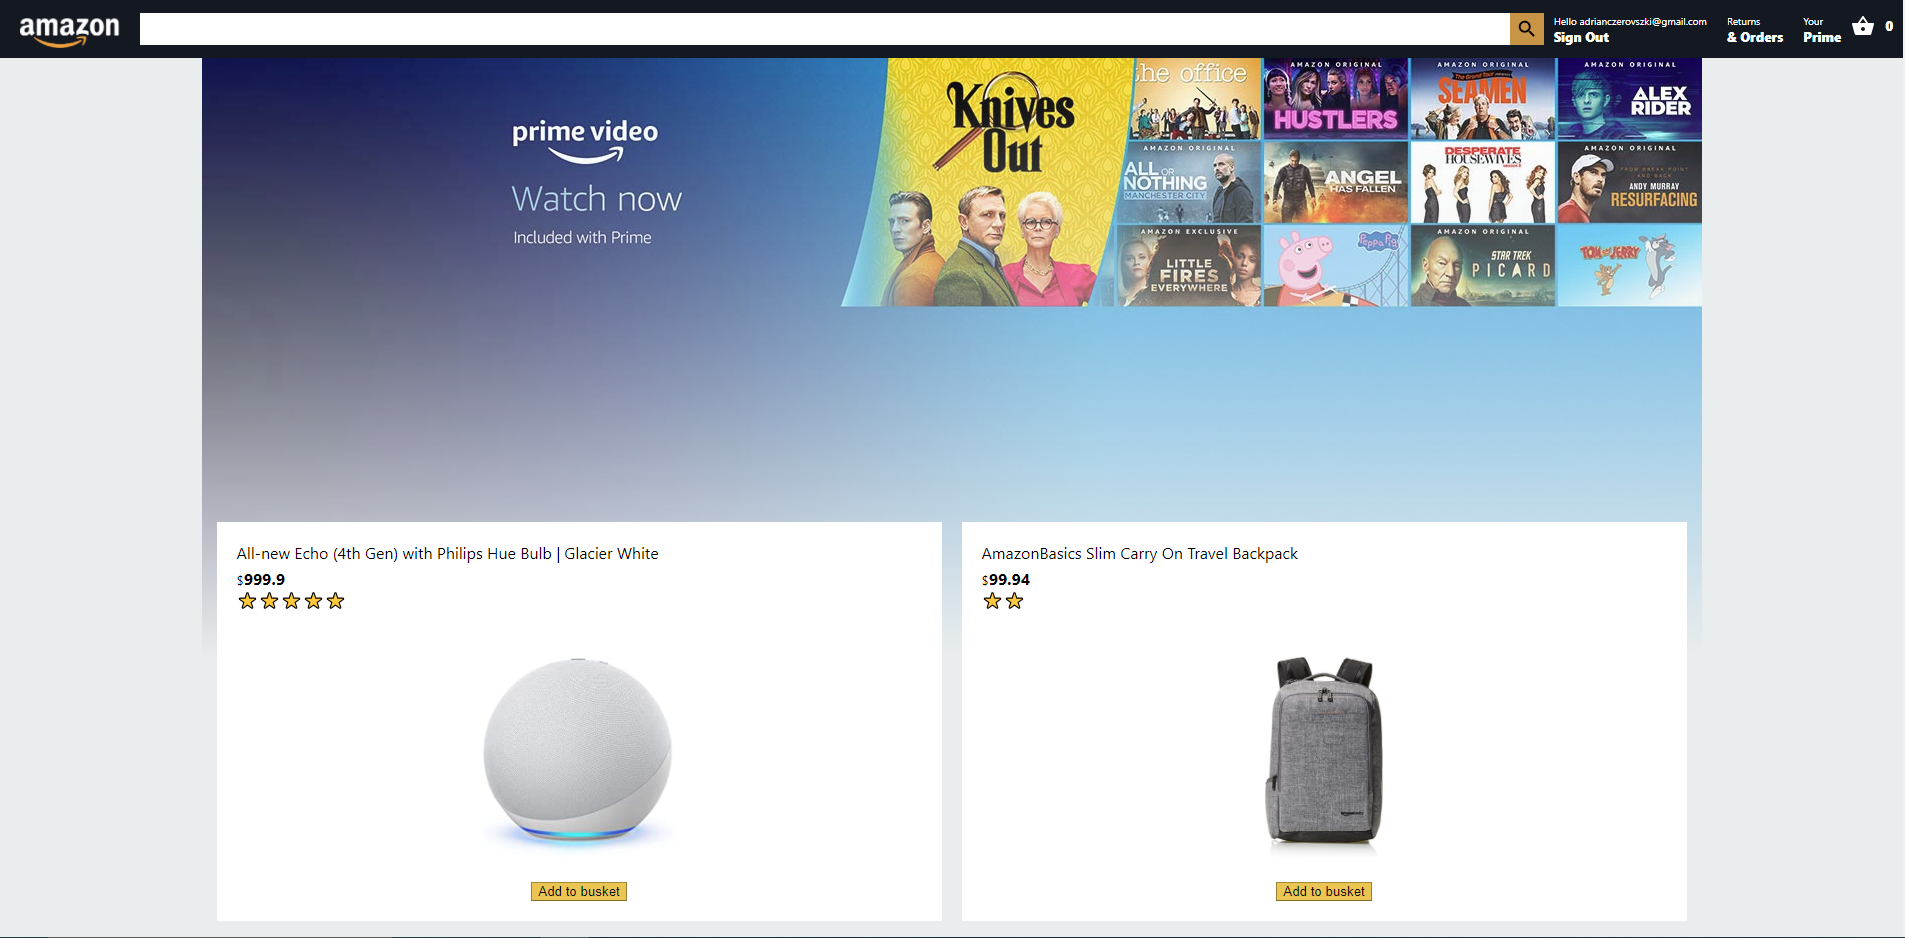 amazon
Hello adrianczerovszki@gmail.com
Sign Out
Returns
& Orders
Your
Prime
0
prime video
Watch now
Included with Prime
Knives
Out
the office
AMAZON ORIGINAL
HUSTLERS
AMAZON ORIGINAL
The Grand Tour
SEAMEN
AMAZON ORIGINAL
ALEX
RIDER
AMAZON ORIGINAL
ALL OR
NOTHING
MANCHESTER CITY
ANGEL
HAS FALLEN
DESPERATE
HOUSEWIVES
AMAZON ORIGINAL
FROM BREAK POINT
AND BACK
ANDY MURRAY
RESURFACING
AMAZON EXCLUSIVE
LITTLE
FIRES
EVERYWHERE
Peppa Pig
AMAZON ORIGINAL
STAR TREK
PICARD
TOM and JERRY
All-new Echo (4th Gen) with Philips Hue Bulb | Glacier White
$999.9
Add to busket
AmazonBasics Slim Carry On Travel Backpack
$99.94
Add to busket